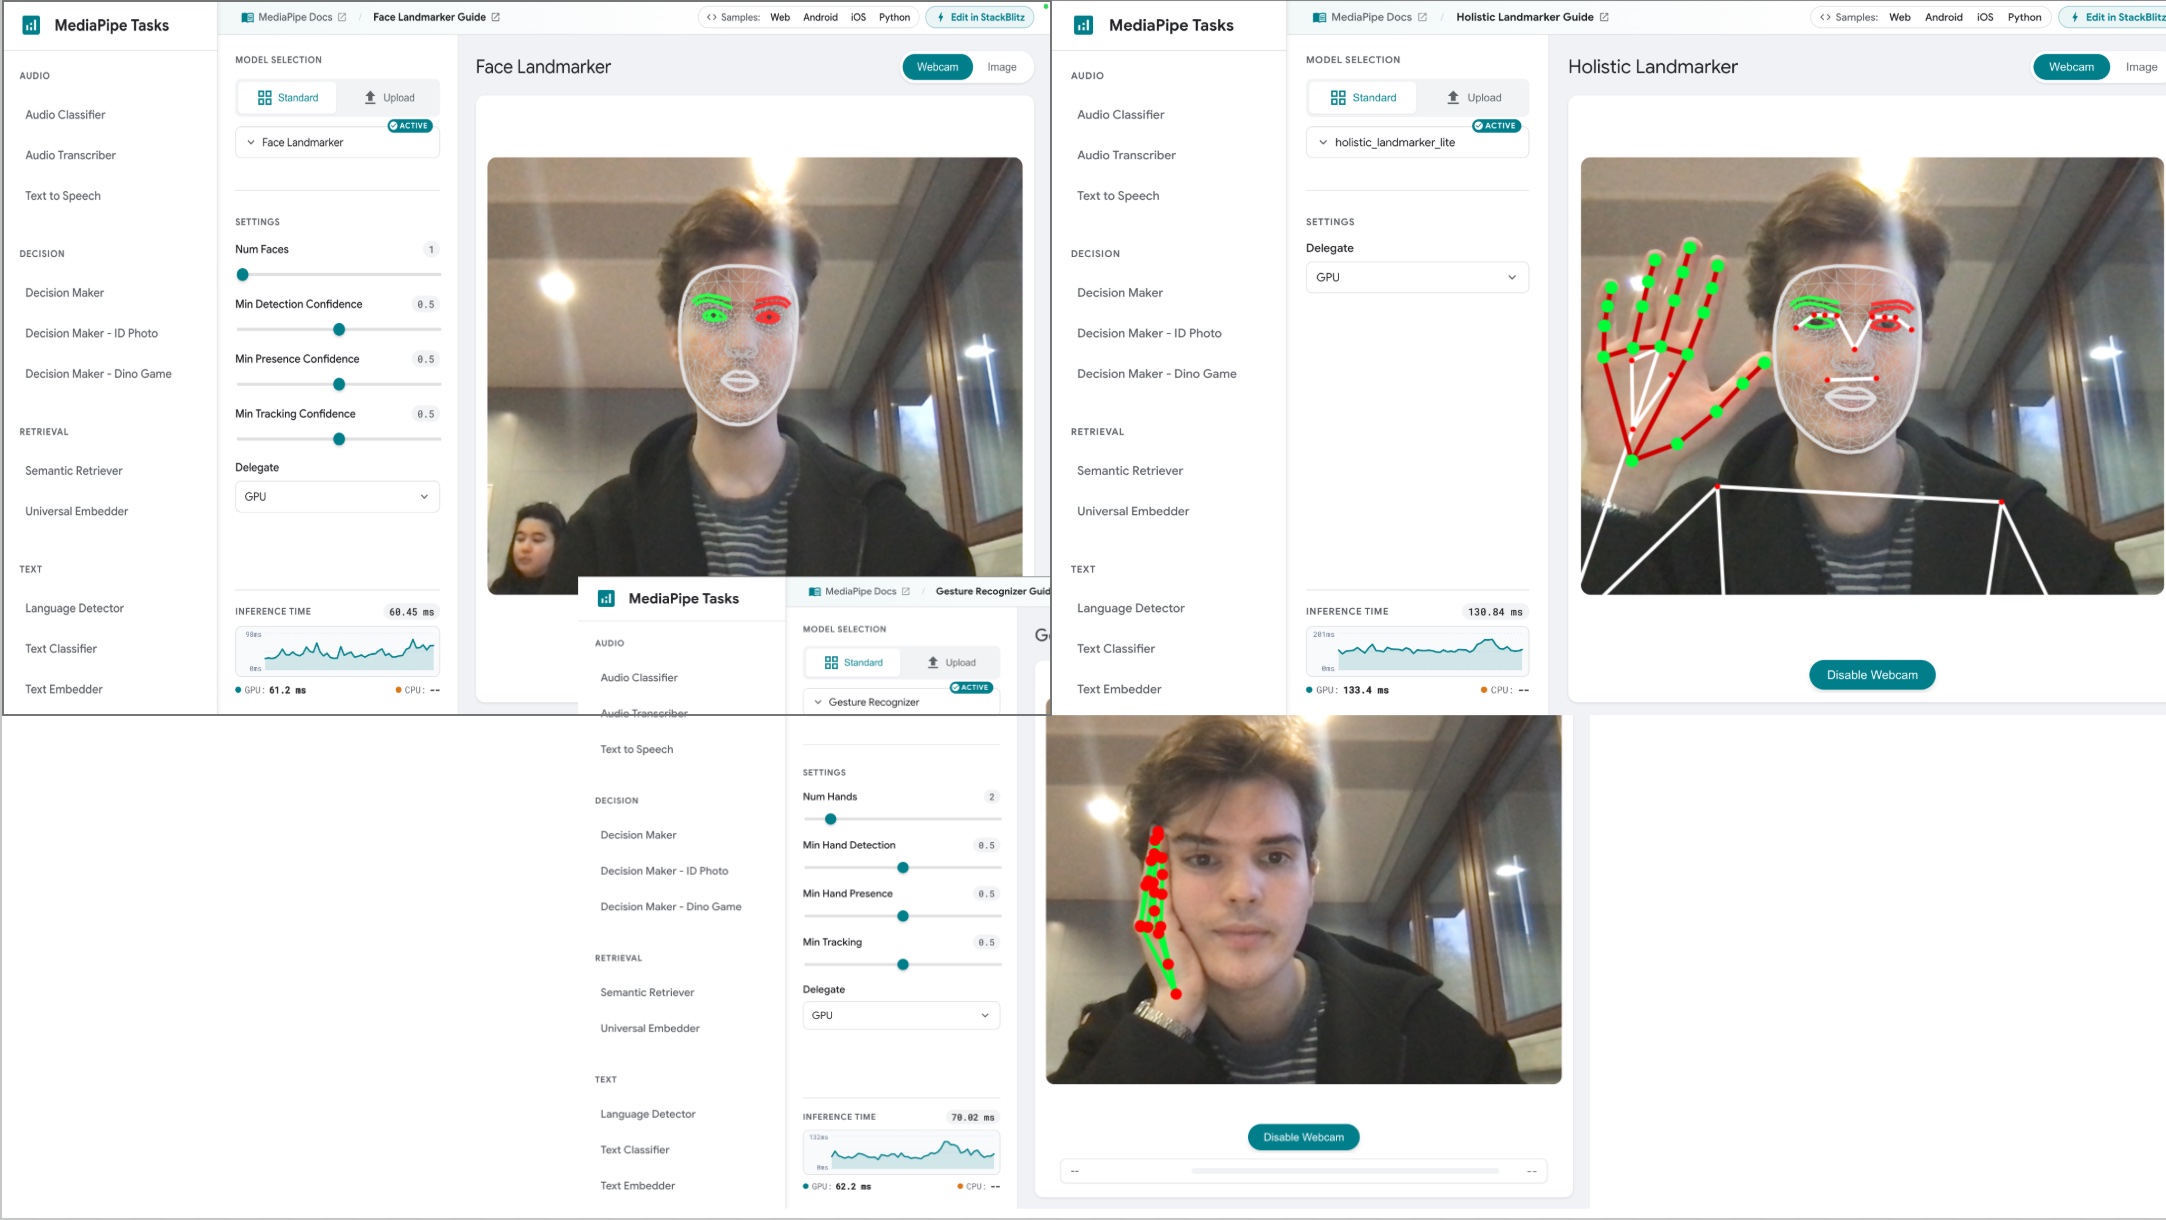 MediaPipe Tasks
AUDIO
Audio Classifier
Audio Transcriber
Text to Speech
DECISION
Decision Maker
Decision Maker - ID Photo
Decision Maker - Dino Game
RETRIEVAL
Semantic Retriever
Universal Embedder
TEXT
Language Detector
Text Classifier
Text Embedder
MediaPipe Docs / Face Landmarker Guide
<> Samples: Web Android iOS Python
Edit in StackBlitz
MODEL SELECTION
Standard Upload
ACTIVE
Face Landmarker
SETTINGS
Num Faces 1
Min Detection Confidence 0.5
Min Presence Confidence 0.5
Min Tracking Confidence 0.5
Delegate
GPU
INFERENCE TIME 60.45 ms
98ms
0ms
GPU: 61.2 ms CPU: --
Face Landmarker
Webcam Image
MediaPipe Tasks
AUDIO
Audio Classifier
Audio Transcriber
Text to Speech
DECISION
Decision Maker
Decision Maker - ID Photo
Decision Maker - Dino Game
RETRIEVAL
Semantic Retriever
Universal Embedder
TEXT
Language Detector
Text Classifier
Text Embedder
MediaPipe Docs / Holistic Landmarker Guide
<> Samples: Web Android iOS Python
Edit in StackBlitz
MODEL SELECTION
Standard Upload
ACTIVE
holistic_landmarker_lite
SETTINGS
Delegate
GPU
INFERENCE TIME 130.84 ms
201ms
0ms
GPU: 133.4 ms CPU: --
Holistic Landmarker
Webcam Image
Disable Webcam
MediaPipe Tasks
AUDIO
Audio Classifier
Audio Transcriber
Text to Speech
DECISION
Decision Maker
Decision Maker - ID Photo
Decision Maker - Dino Game
RETRIEVAL
Semantic Retriever
Universal Embedder
TEXT
Language Detector
Text Classifier
Text Embedder
MediaPipe Docs / Gesture Recognizer Guid
MODEL SELECTION
Standard Upload
ACTIVE
Gesture Recognizer
SETTINGS
Num Hands 2
Min Hand Detection 0.5
Min Hand Presence 0.5
Min Tracking 0.5
Delegate
GPU
INFERENCE TIME 70.02 ms
132ms
0ms
GPU: 62.2 ms CPU: --
G
Disable Webcam
-- --